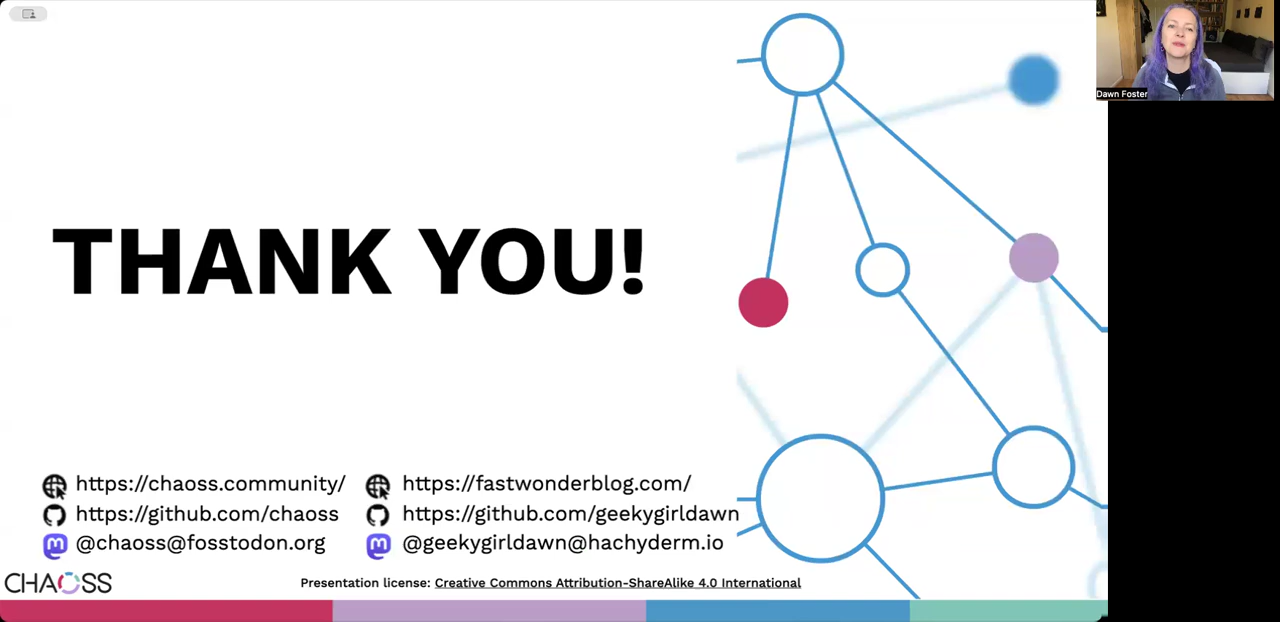 Dawn Foster
THANK YOU!
https://chaoss.community/
https://github.com/chaoss
@chaoss@fosstodon.org
https://fastwonderblog.com/
https://github.com/geekygirldawn
@geekygirldawn@hachyderm.io
CHAOSS
Presentation license: Creative Commons Attribution-ShareAlike 4.0 International